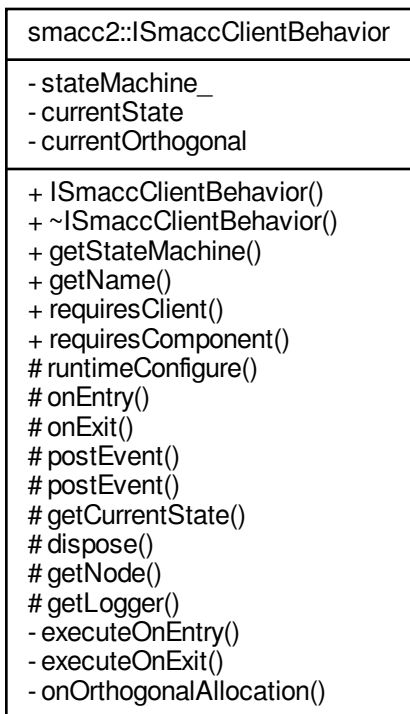 smacc2::ISmaccClientBehavior
- stateMachine_
- currentState
- currentOrthogonal
+ ISmaccClientBehavior()
+ ~ISmaccClientBehavior()
+ getStateMachine()
+ getName()
+ requiresClient()
+ requiresComponent()
# runtimeConfigure()
# onEntry()
# onExit()
# postEvent()
# postEvent()
# getCurrentState()
# dispose()
# getNode()
# getLogger()
- executeOnEntry()
- executeOnExit()
- onOrthogonalAllocation()